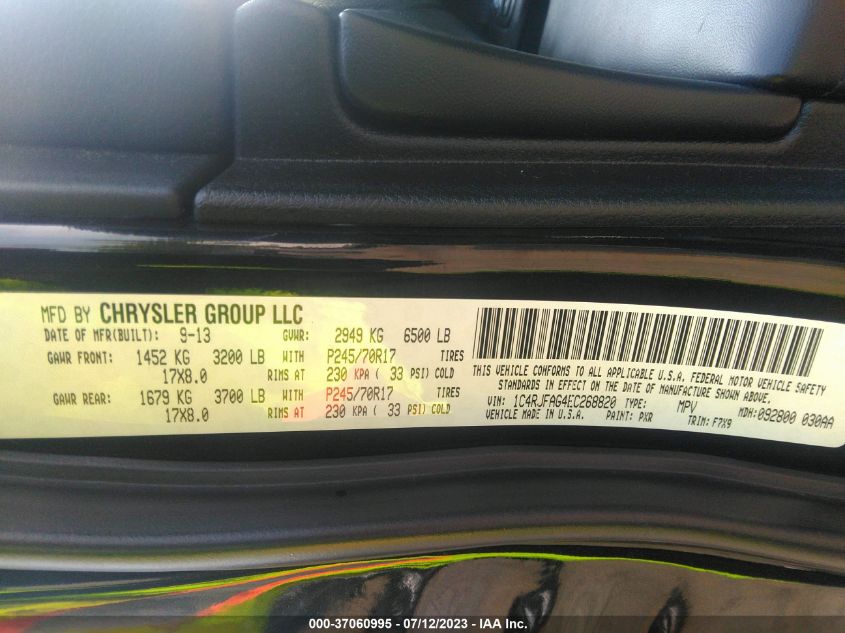 MFD BY CHRYSLER GROUP LLC
DATE OF MFR(BUILT): 9-13 GVWR: 2949 KG 6500 LB
GAWR FRONT: 1452 KG 3200 LB WITH P245/70R17 TIRES
17X8.0 RIMS AT 230 KPA ( 33 PSI) COLD
GAWR REAR: 1679 KG 3700 LB WITH P245/70R17 TIRES
17X8.0 RIMS AT 230 KPA ( 33 PSI) COLD
THIS VEHICLE CONFORMS TO ALL APPLICABLE U.S.A. FEDERAL MOTOR VEHICLE SAFETY
STANDARDS IN EFFECT ON THE DATE OF MANUFACTURE SHOWN ABOVE.
VIN: 1C4RJFAG4EC268820 TYPE: MPV MDH: 092800 030AA
VEHICLE MADE IN U.S.A. PAINT: PXR TRIM: F7X9
000-37060995 - 07/12/2023 - IAA Inc.